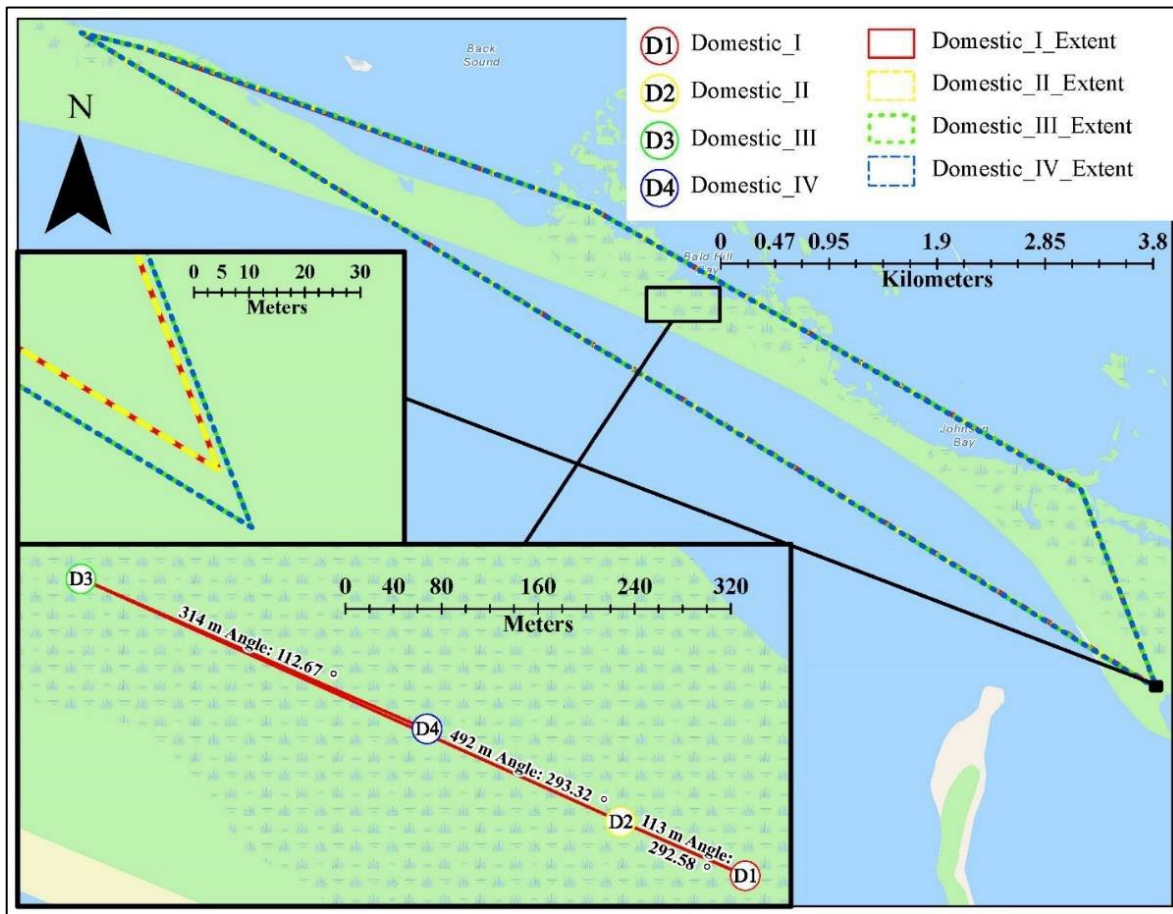 Back
Sound
D1 Domestic_I
D2 Domestic_II
D3 Domestic_III
D4 Domestic_IV
Domestic_I_Extent
Domestic_II_Extent
Domestic_III_Extent
Domestic_IV_Extent
N
0 0.47 0.95 1.9 2.85 3.8
Kilometers
Bald Hill
Bay
0 5 10 20 30
Meters
Johnson
Bay
0 40 80 160 240 320
Meters
D3
314 m Angle: 112.67 °
D4
492 m Angle: 293.32 °
D2
113 m Angle:
292.58 °
D1